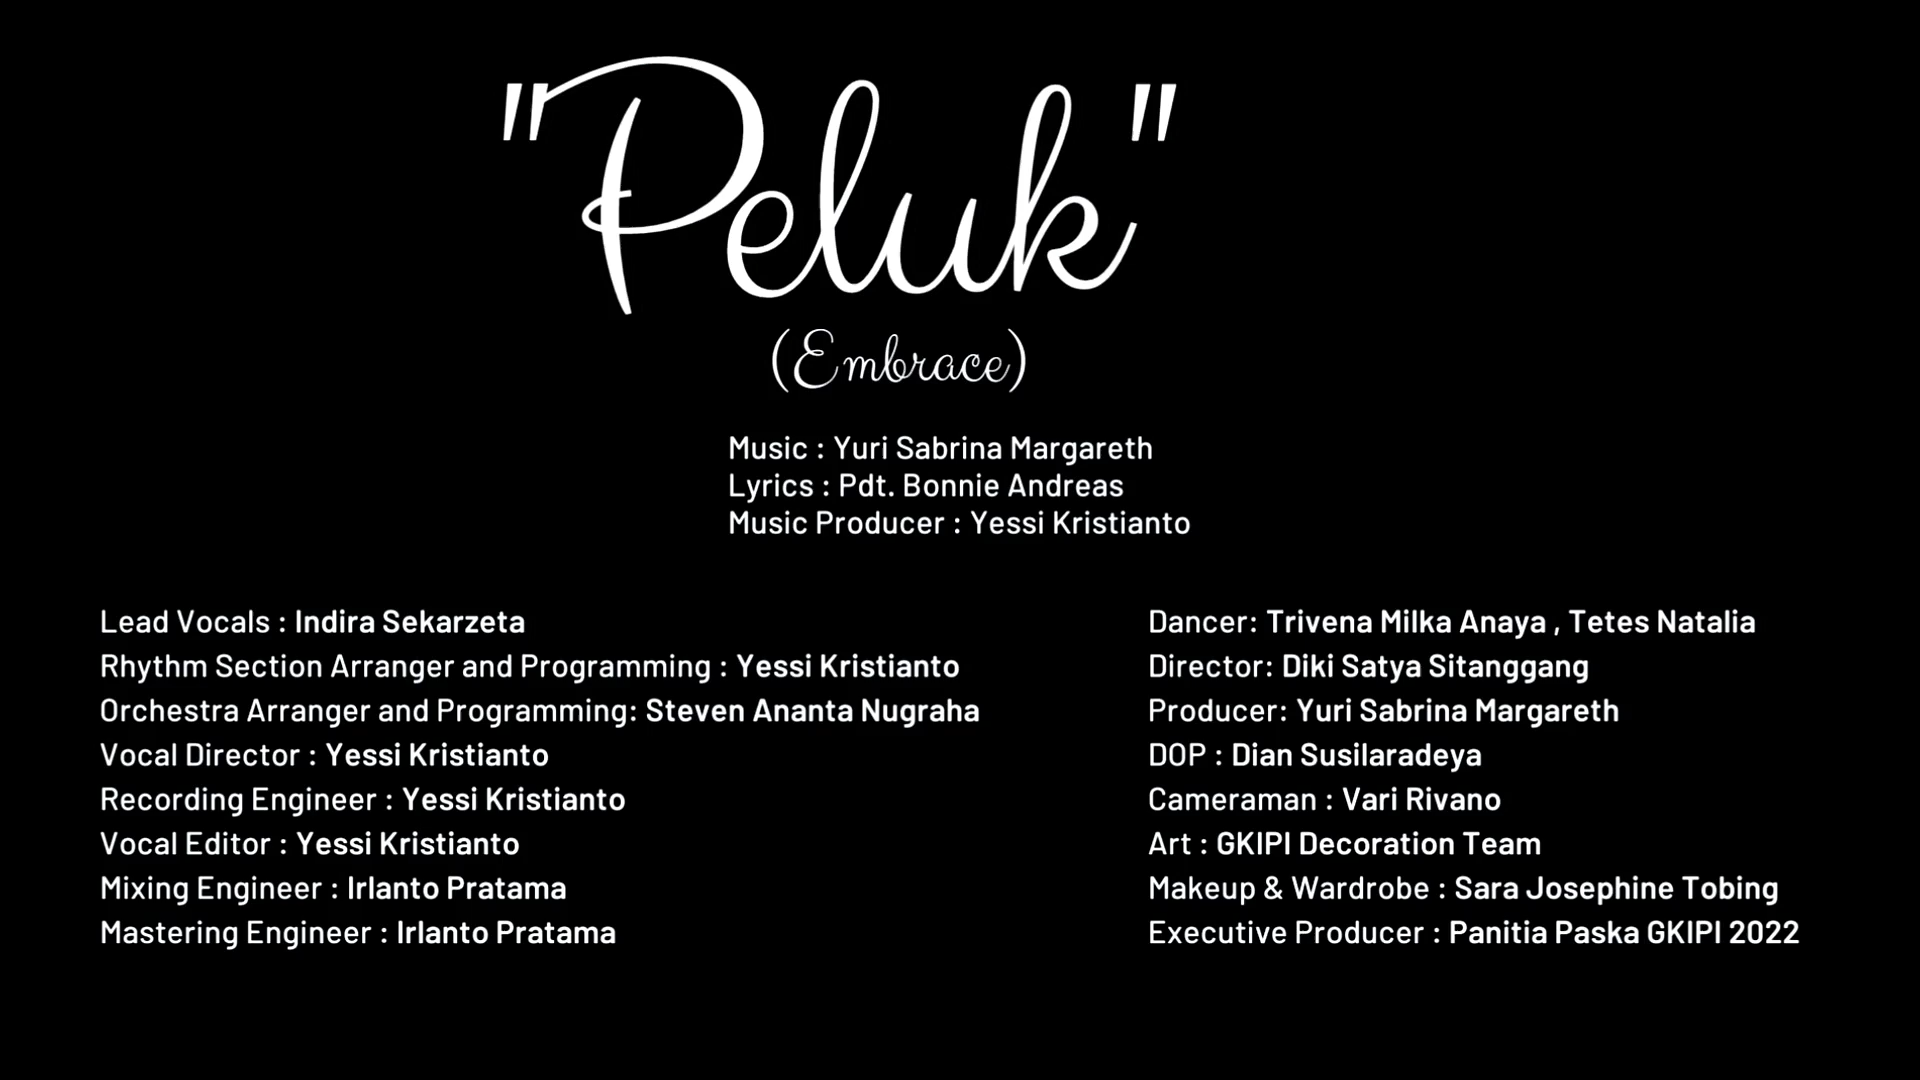 "Peluk"
(Embrace)
Music : Yuri Sabrina Margareth
Lyrics : Pdt. Bonnie Andreas
Music Producer : Yessi Kristianto
Lead Vocals : Indira Sekarzeta
Rhythm Section Arranger and Programming : Yessi Kristianto
Orchestra Arranger and Programming: Steven Ananta Nugraha
Vocal Director : Yessi Kristianto
Recording Engineer : Yessi Kristianto
Vocal Editor : Yessi Kristianto
Mixing Engineer : Irlanto Pratama
Mastering Engineer : Irlanto Pratama
Dancer: Trivena Milka Anaya , Tetes Natalia
Director: Diki Satya Sitanggang
Producer: Yuri Sabrina Margareth
DOP : Dian Susilaradeya
Cameraman : Vari Rivano
Art : GKIPI Decoration Team
Makeup & Wardrobe : Sara Josephine Tobing
Executive Producer : Panitia Paska GKIPI 2022